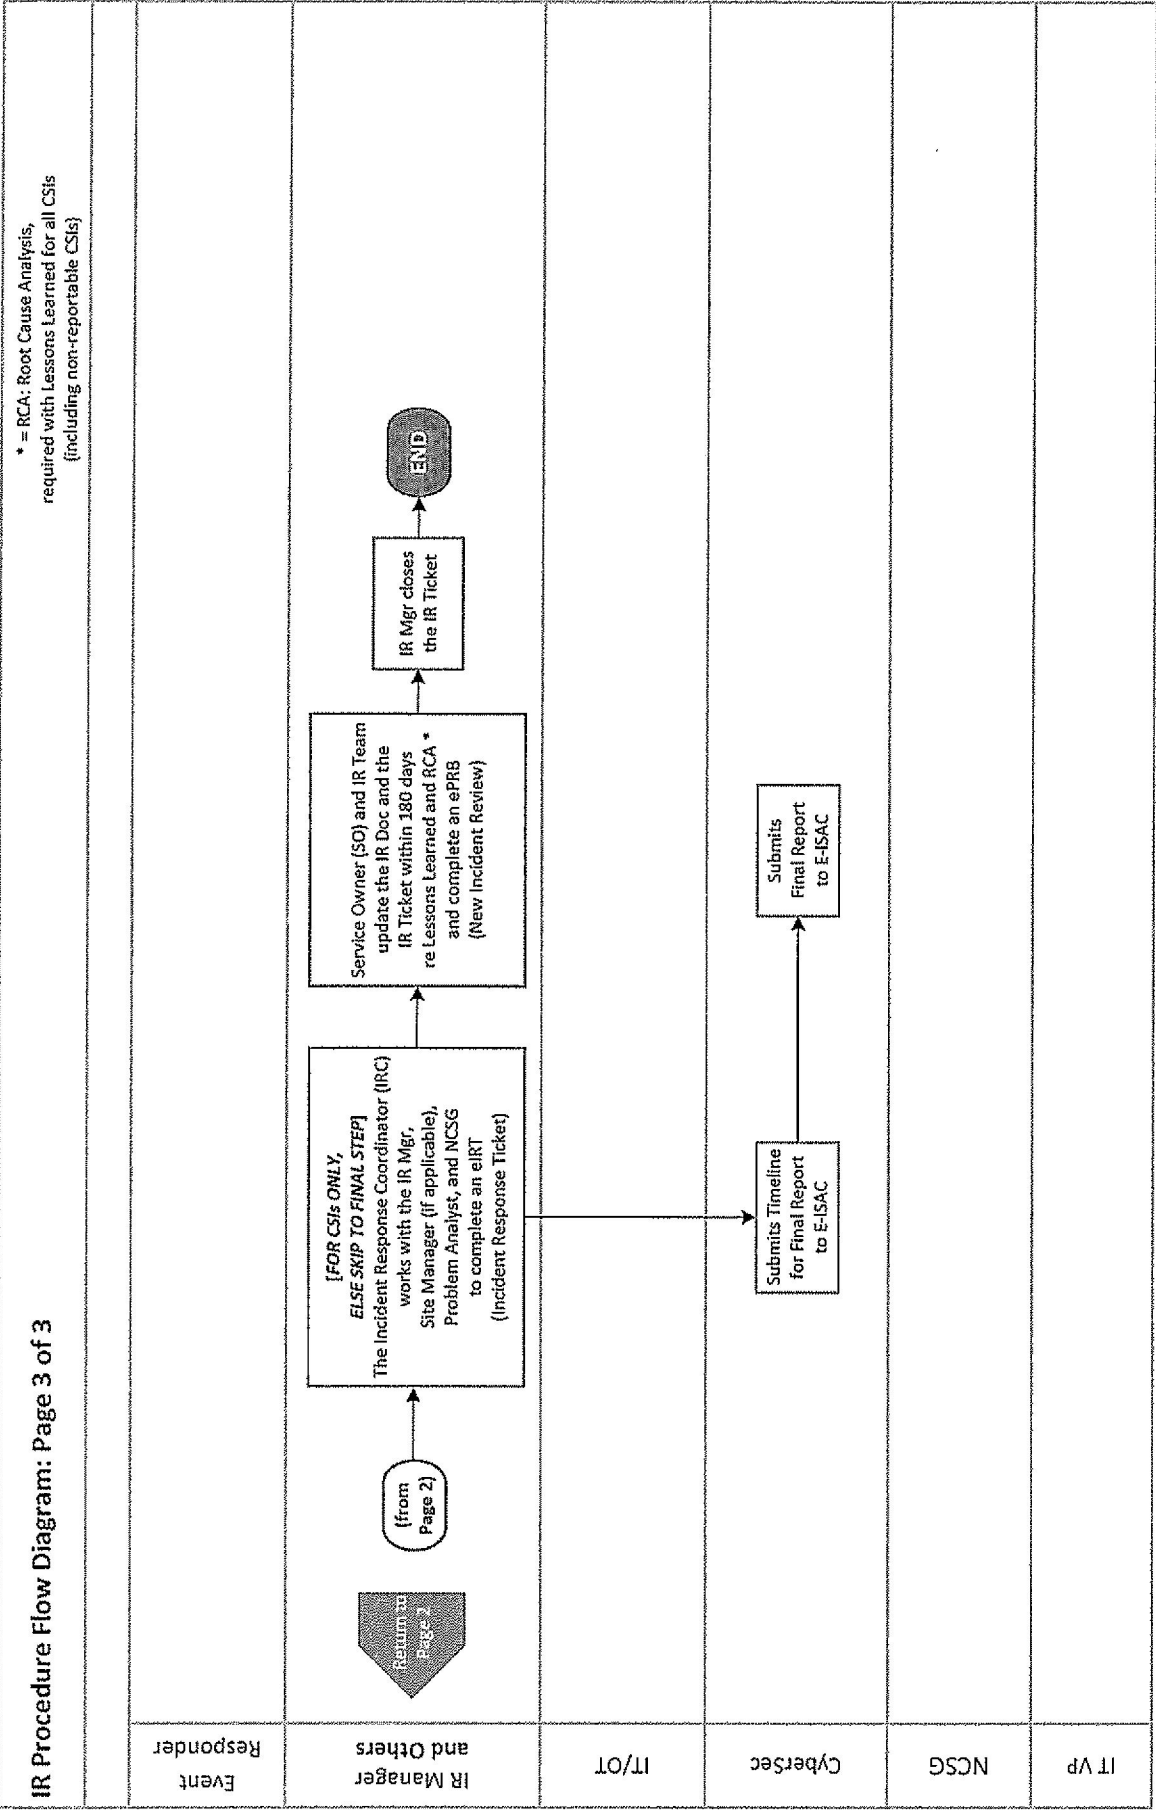 IR Procedure Flow Diagram: Page 3 of 3
* = RCA: Root Cause Analysis,
required with Lessons Learned for all CSIs
(including non-reportable CSIs)
Event
Responder
IR Manager
and Others
Return to
Page 2
(from
Page 2)
[FOR CSIs ONLY,
ELSE SKIP TO FINAL STEP]
The Incident Response Coordinator (IRC)
works with the IR Mgr,
Site Manager (if applicable),
Problem Analyst, and NCSG
to complete an eIRT
(Incident Response Ticket)
Service Owner (SO) and IR Team
update the IR Doc and the
IR Ticket within 180 days
re Lessons Learned and RCA *
and complete an ePRB
(New Incident Review)
IR Mgr closes
the IR Ticket
END
IT/OT
CyberSec
Submits Timeline
for Final Report
to E-ISAC
Submits
Final Report
to E-ISAC
NCSG
IT VP